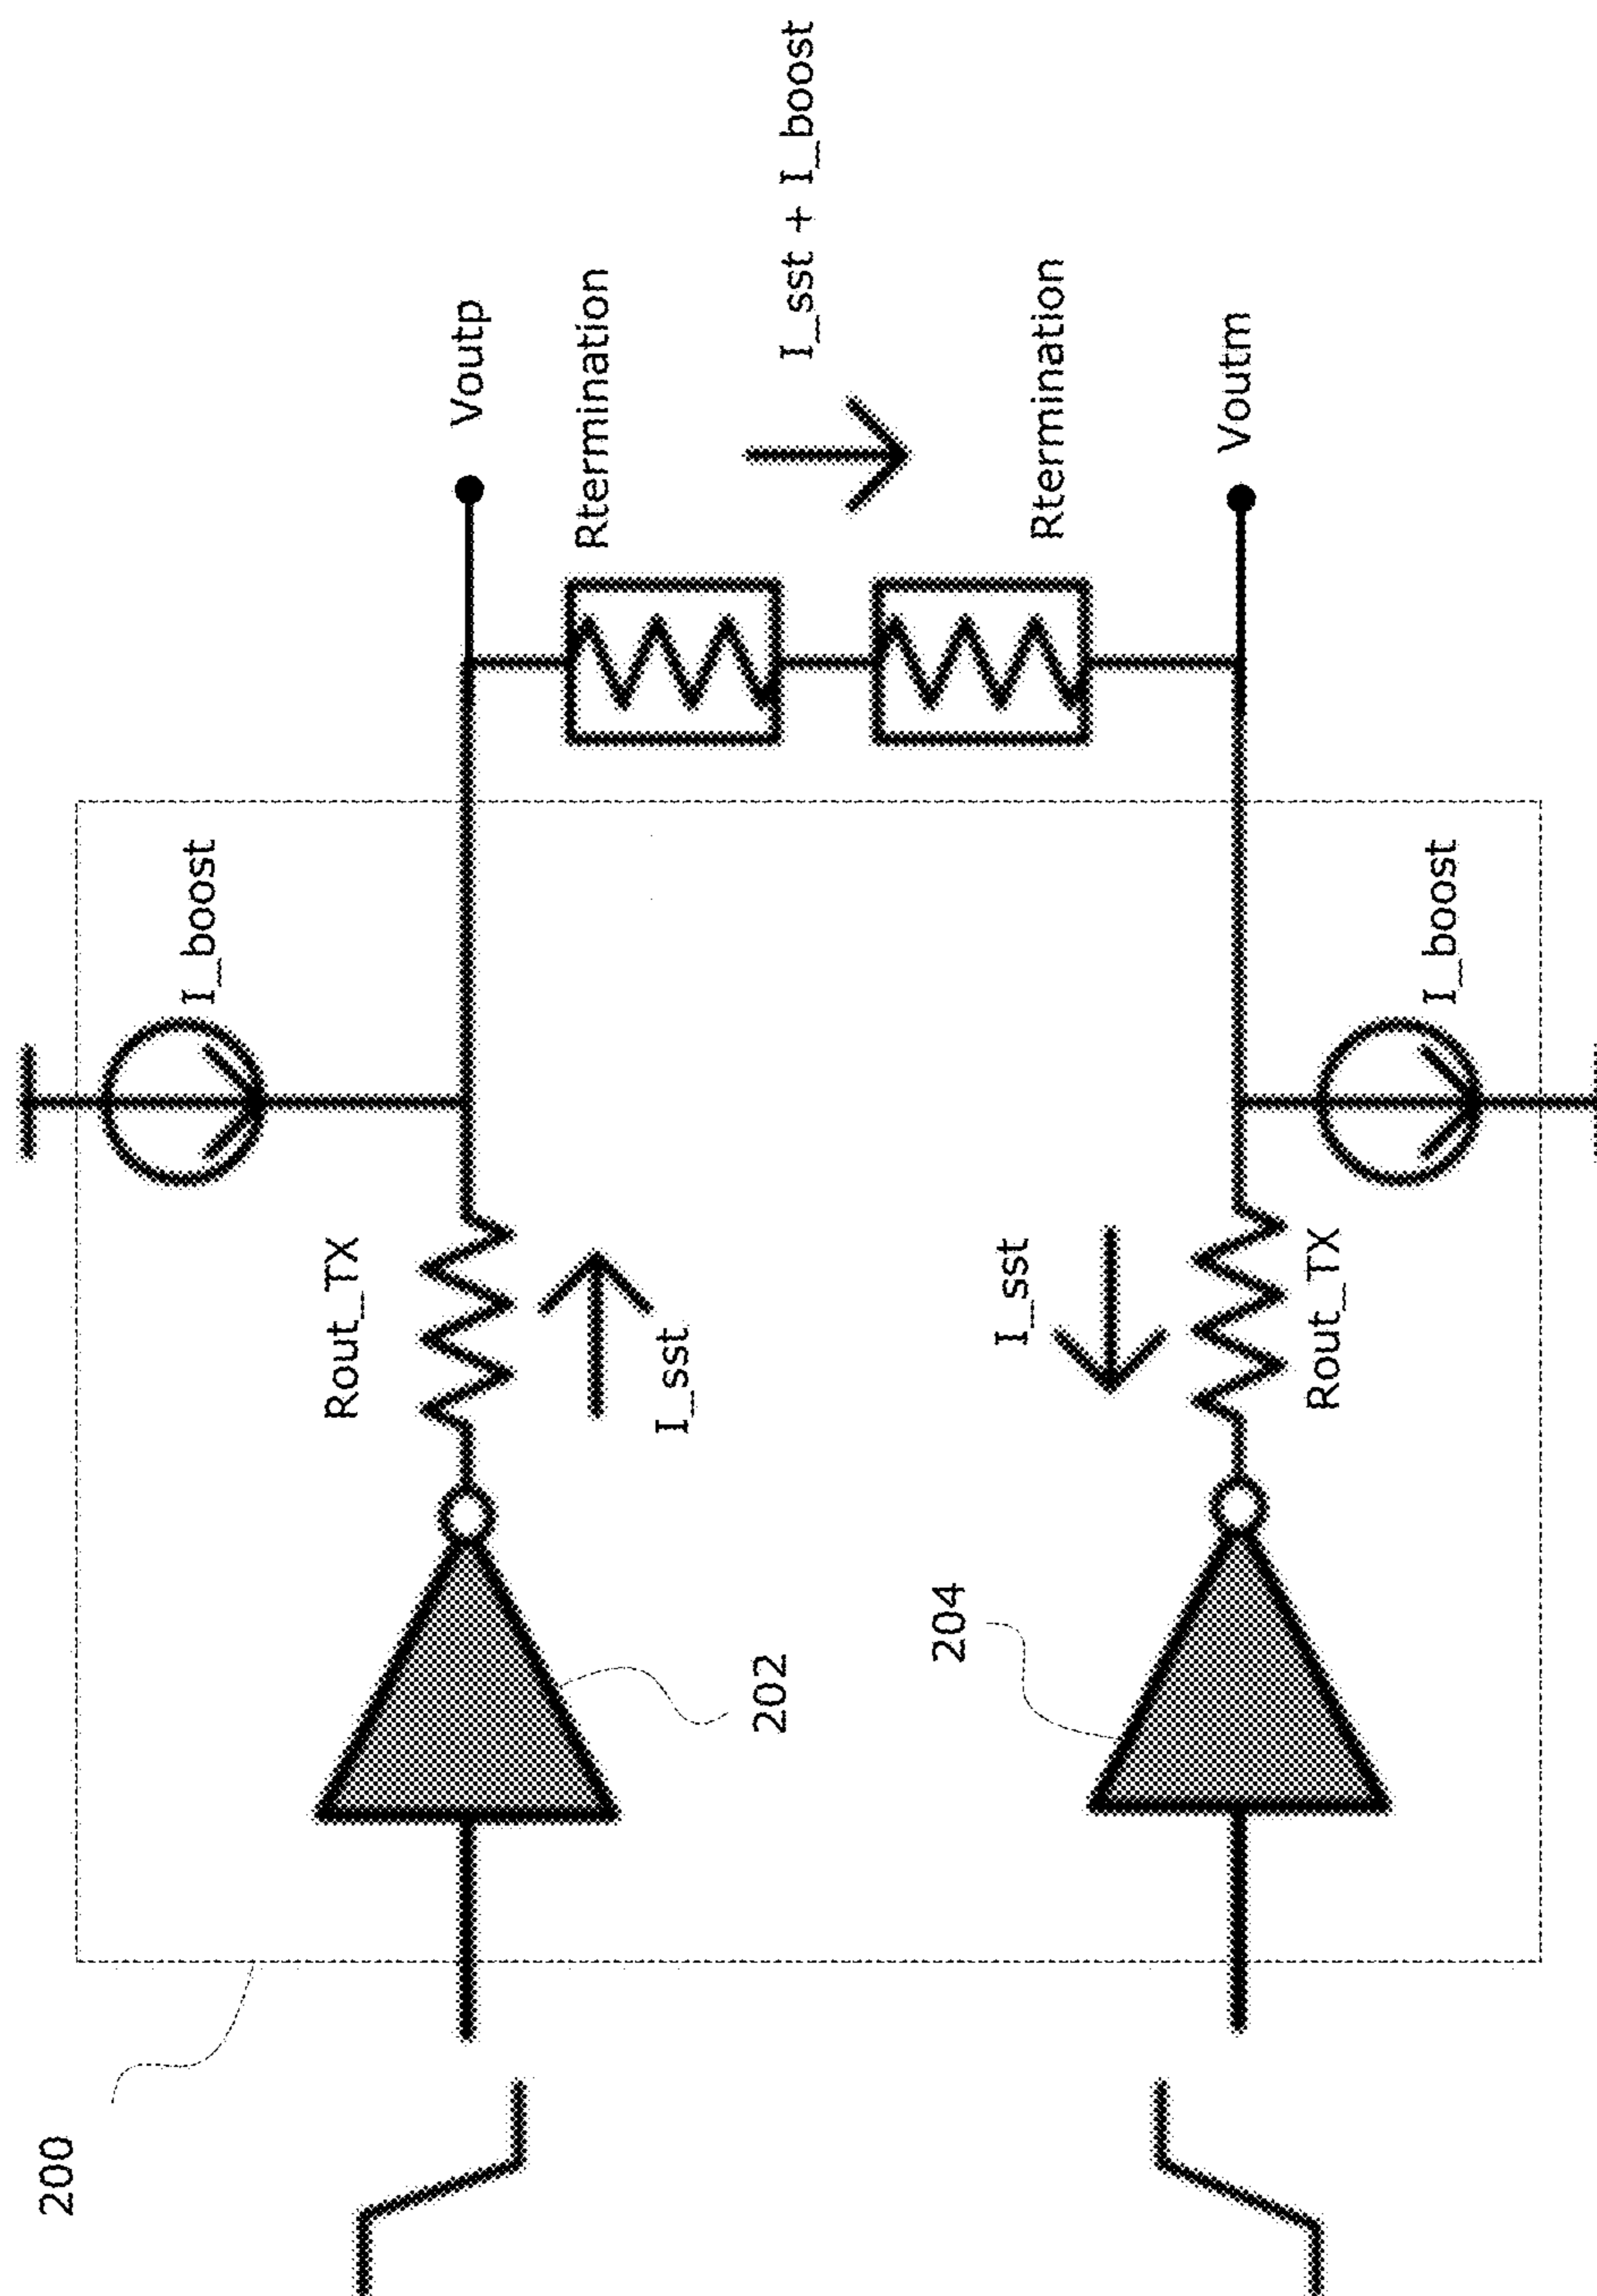 200
I_boost
Rout_TX
I_sst
202
Voutp
Rtermination
I_sst + I_boost
Rtermination
204
I_sst
Rout_TX
Voutm
I_boost